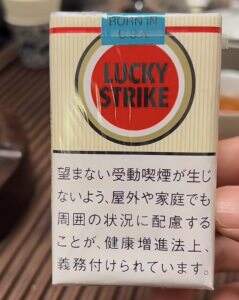 BORN IN
U.S.A.
LUCKY
STRIKE
望まない受動喫煙が生じ
ないよう、屋外や家庭でも
周囲の状況に配慮する
ことが、健康増進法上、
義務付けられています。